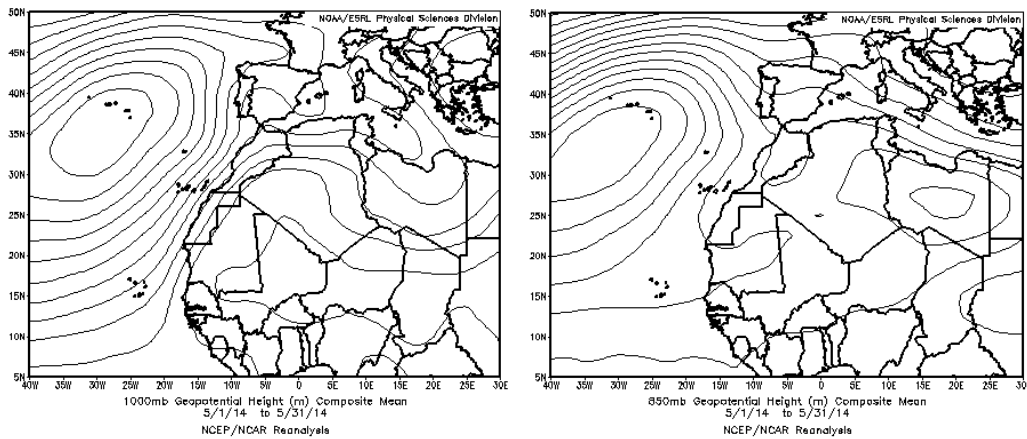 NOAA/ESRL Physical Sciences Division
50N
45N
40N
35N
30N
25N
20N
15N
10N
5N
40W 35W 30W 25W 20W 15W 10W 5W 0 5E 10E 15E 20E 25E 30E
1000mb Geopotential Height (m) Composite Mean
5/1/14 to 5/31/14
NCEP/NCAR Reanalysis
NOAA/ESRL Physical Sciences Division
50N
45N
40N
35N
30N
25N
20N
15N
10N
5N
40W 35W 30W 25W 20W 15W 10W 5W 0 5E 10E 15E 20E 25E 30
850mb Geopotential Height (m) Composite Mean
5/1/14 to 5/31/14
NCEP/NCAR Reanalysis